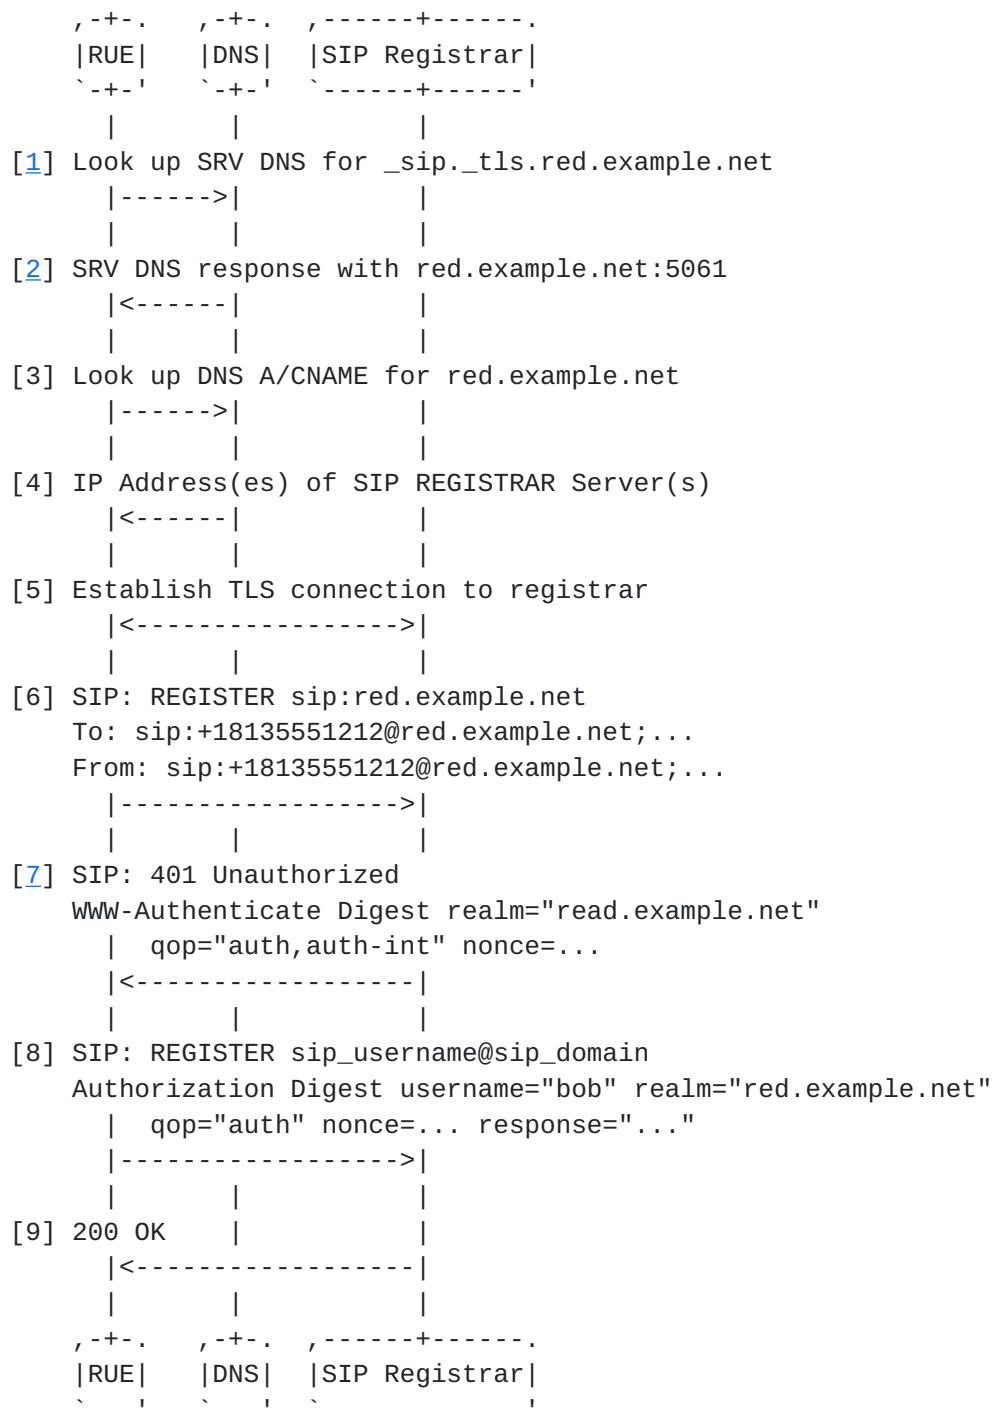 ,-+-.   ,-+-.  ,------+------.
    |RUE|   |DNS|  |SIP Registrar|
    `-+-'   `-+-'  `------+------'
      |       |           |
[1] Look up SRV DNS for _sip._tls.red.example.net
      |------>|           |
      |       |           |
[2] SRV DNS response with red.example.net:5061
      |<------|           |
      |       |           |
[3] Look up DNS A/CNAME for red.example.net
      |------>|           |
      |       |           |
[4] IP Address(es) of SIP REGISTRAR Server(s)
      |<------|           |
      |       |           |
[5] Establish TLS connection to registrar
      |<----------------->|
      |       |           |
[6] SIP: REGISTER sip:red.example.net
    To: sip:+18135551212@red.example.net;...
    From: sip:+18135551212@red.example.net;...
      |------------------>|
      |       |           |
[7] SIP: 401 Unauthorized
    WWW-Authenticate Digest realm="read.example.net"
      |  qop="auth,auth-int" nonce=...
      |<------------------|
      |       |           |
[8] SIP: REGISTER sip_username@sip_domain
    Authorization Digest username="bob" realm="red.example.net"
      |  qop="auth" nonce=... response="..."
      |------------------>|
      |       |           |
[9] 200 OK    |           |
      |<------------------|
      |       |           |
    ,-+-.   ,-+-.  ,------+------.
    |RUE|   |DNS|  |SIP Registrar|
    `   '   `   '  `             '